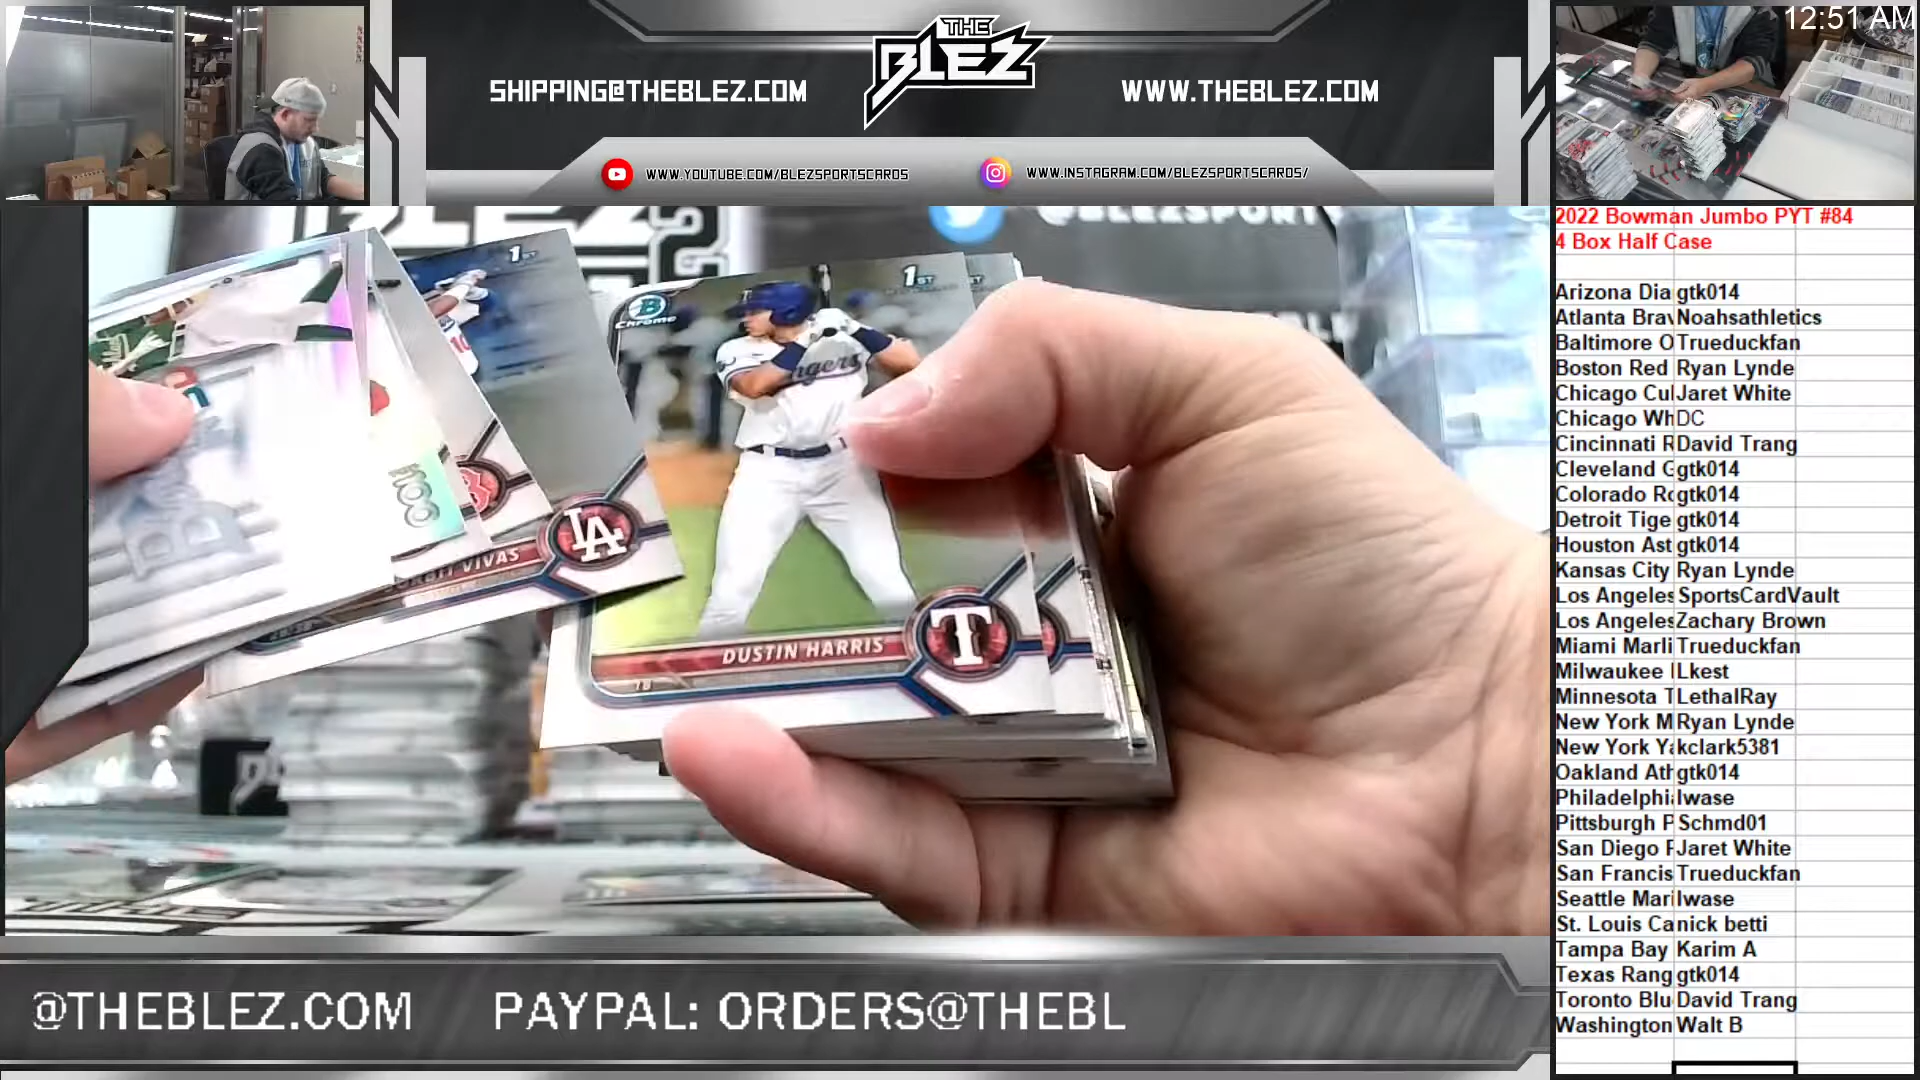 THE
BLEZ
SHIPPING@THEBLEZ.COM
WWW.THEBLEZ.COM
WWW.YOUTUBE.COM/BLEZSPORTSCARDS
WWW.INSTAGRAM.COM/BLEZSPORTSCARDS/
12:51 AM
2022 Bowman Jumbo PYT #84
4 Box Half Case
Arizona Dia gtk014
Atlanta Brav Noahsathletics
Baltimore O Trueduckfan
Boston Red Ryan Lynde
Chicago Cu Jaret White
Chicago Wh DC
Cincinnati R David Trang
Cleveland G gtk014
Colorado Ro gtk014
Detroit Tige gtk014
Houston Ast gtk014
Kansas City Ryan Lynde
Los Angeles SportsCardVault
Los Angeles Zachary Brown
Miami Marli Trueduckfan
Milwaukee Lkest
Minnesota T LethalRay
New York M Ryan Lynde
New York Ya kclark5381
Oakland Ath gtk014
Philadelphi lwase
Pittsburgh P Schmd01
San Diego P Jaret White
San Francis Trueduckfan
Seattle Mari lwase
St. Louis Ca nick betti
Tampa Bay Karim A
Texas Rang gtk014
Toronto Blu David Trang
Washington Walt B
1ST
1ST
B
Chrome
VIVAS
LA
DUSTIN HARRIS
T
@THEBLEZ.COM
PAYPAL: ORDERS@THEBL